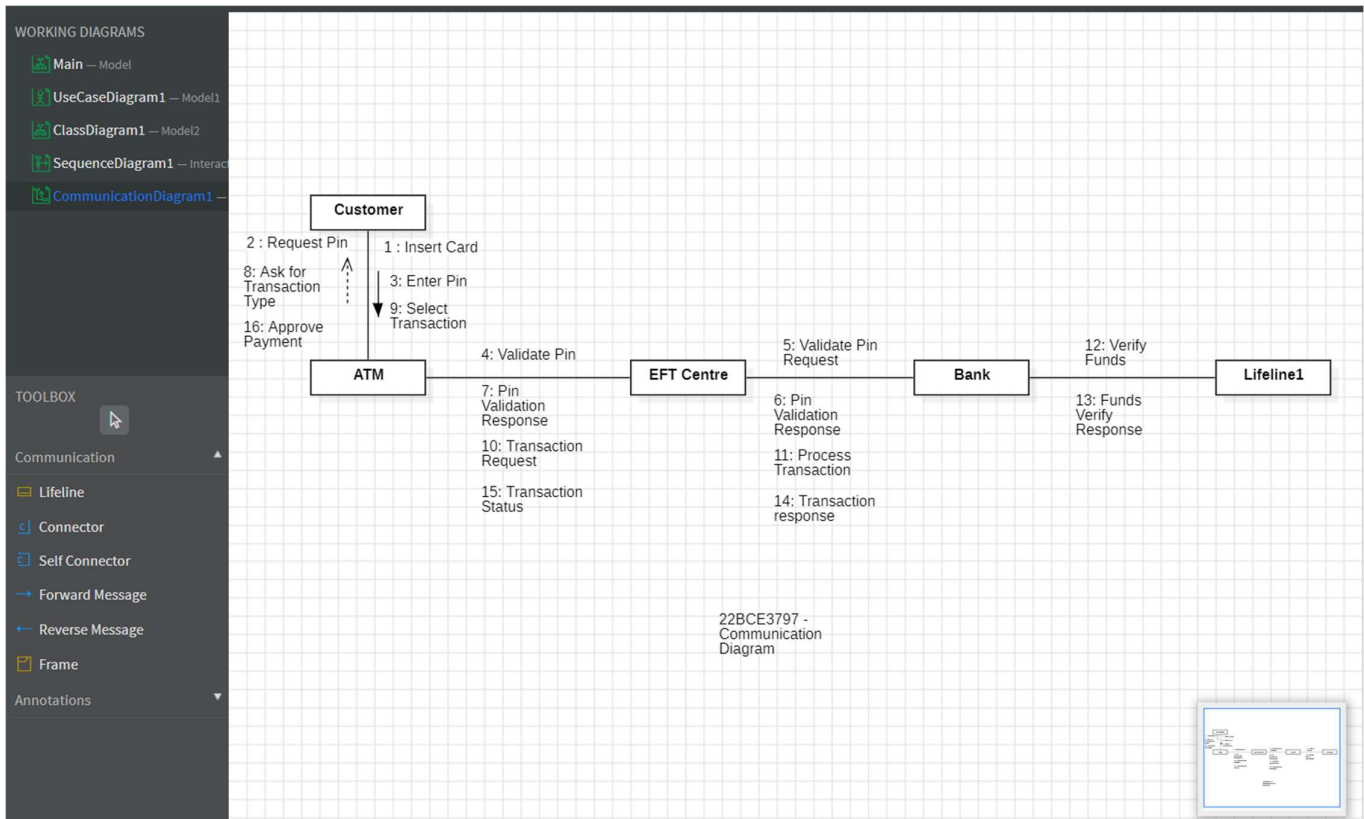 WORKING DIAGRAMS
Main — Model
UseCaseDiagram1 — Model1
ClassDiagram1 — Model2
SequenceDiagram1 — Interac
CommunicationDiagram1 —
TOOLBOX
Communication
Lifeline
Connector
Self Connector
Forward Message
Reverse Message
Frame
Annotations
Customer
2 : Request Pin
1 : Insert Card
8: Ask for
Transaction
Type
3: Enter Pin
9: Select
Transaction
16: Approve
Payment
ATM
4: Validate Pin
7: Pin
Validation
Response
10: Transaction
Request
15: Transaction
Status
EFT Centre
5: Validate Pin
Request
6: Pin
Validation
Response
11: Process
Transaction
14: Transaction
response
Bank
12: Verify
Funds
13: Funds
Verify
Response
Lifeline1
22BCE3797 -
Communication
Diagram